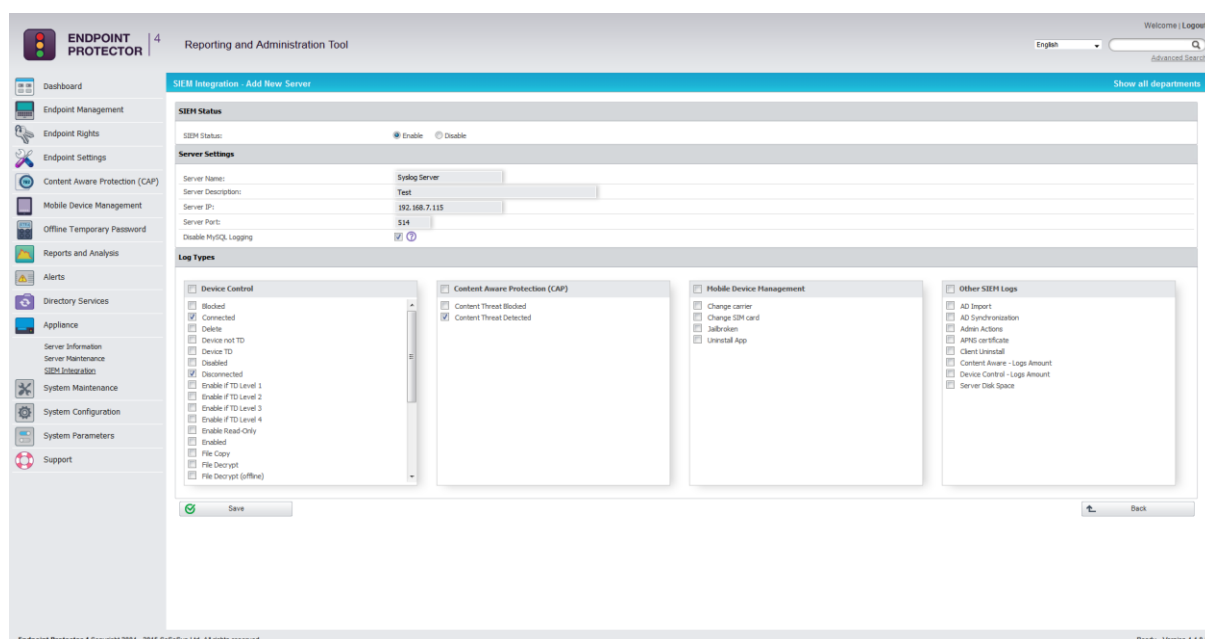 Welcome | Logout
ENDPOINT PROTECTOR | 4
Reporting and Administration Tool
English
Advanced Search
Dashboard
Endpoint Management
Endpoint Rights
Endpoint Settings
Content Aware Protection (CAP)
Mobile Device Management
Offline Temporary Password
Reports and Analysis
Alerts
Directory Services
Appliance
Server Information
Server Maintenance
SIEM Integration
System Maintenance
System Configuration
System Parameters
Support
SIEM Integration - Add New Server
Show all departments
SIEM Status
SIEM Status:
Enable
Disable
Server Settings
Server Name:
Syslog Server
Server Description:
Test
Server IP:
192.168.7.115
Server Port:
514
Disable MySQL Logging
Log Types
Device Control
Blocked
Connected
Delete
Device not TD
Device TD
Disabled
Disconnected
Enable if TD Level 1
Enable if TD Level 2
Enable if TD Level 3
Enable if TD Level 4
Enable Read-Only
Enabled
File Copy
File Decrypt
File Decrypt (offline)
Content Aware Protection (CAP)
Content Threat Blocked
Content Threat Detected
Mobile Device Management
Change carrier
Change SIM card
Jailbroken
Uninstall App
Other SIEM Logs
AD Import
AD Synchronization
Admin Actions
APNS certificate
Client Uninstall
Content Aware - Logs Amount
Device Control - Logs Amount
Server Disk Space
Save
Back